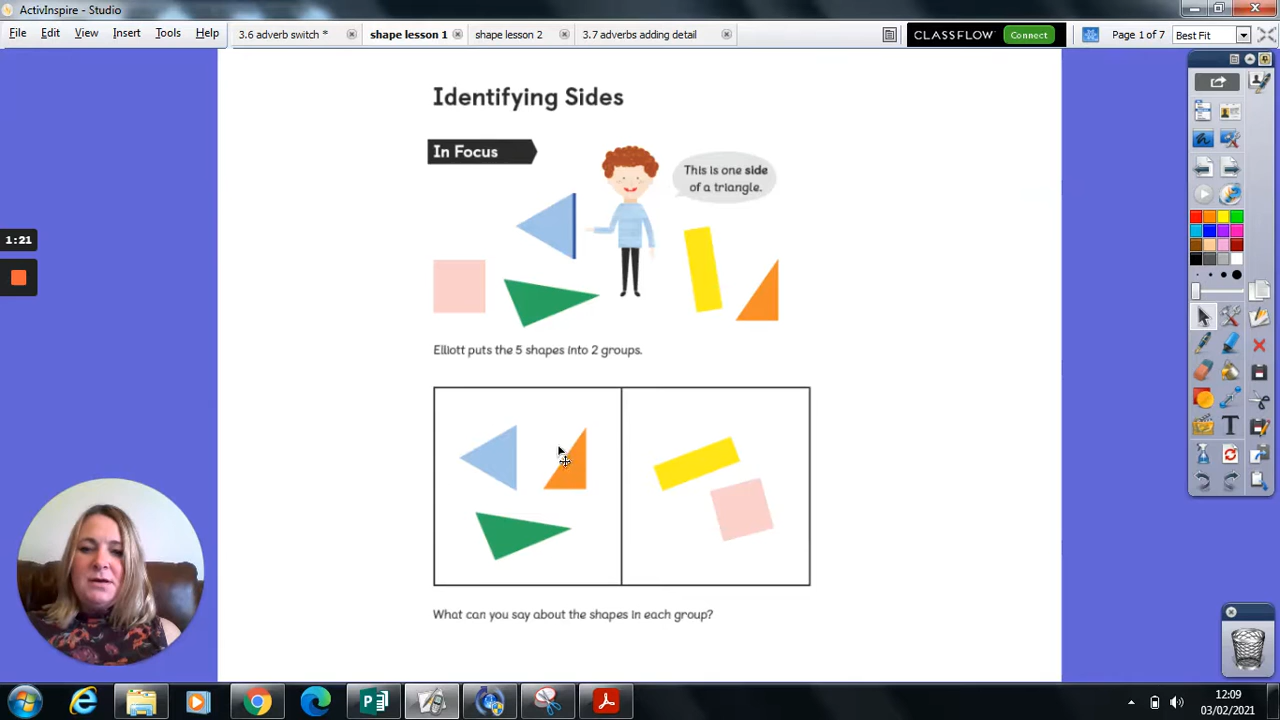 ActivInspire - Studio
File Edit View Insert Tools Help
3.6 adverb switch *
shape lesson 1
shape lesson 2
3.7 adverbs adding detail
CLASSFLOW Connect
Page 1 of 7
Best Fit
Identifying Sides
In Focus
This is one side
of a triangle.
1:21
Elliott puts the 5 shapes into 2 groups.
What can you say about the shapes in each group?
12:09
03/02/2021